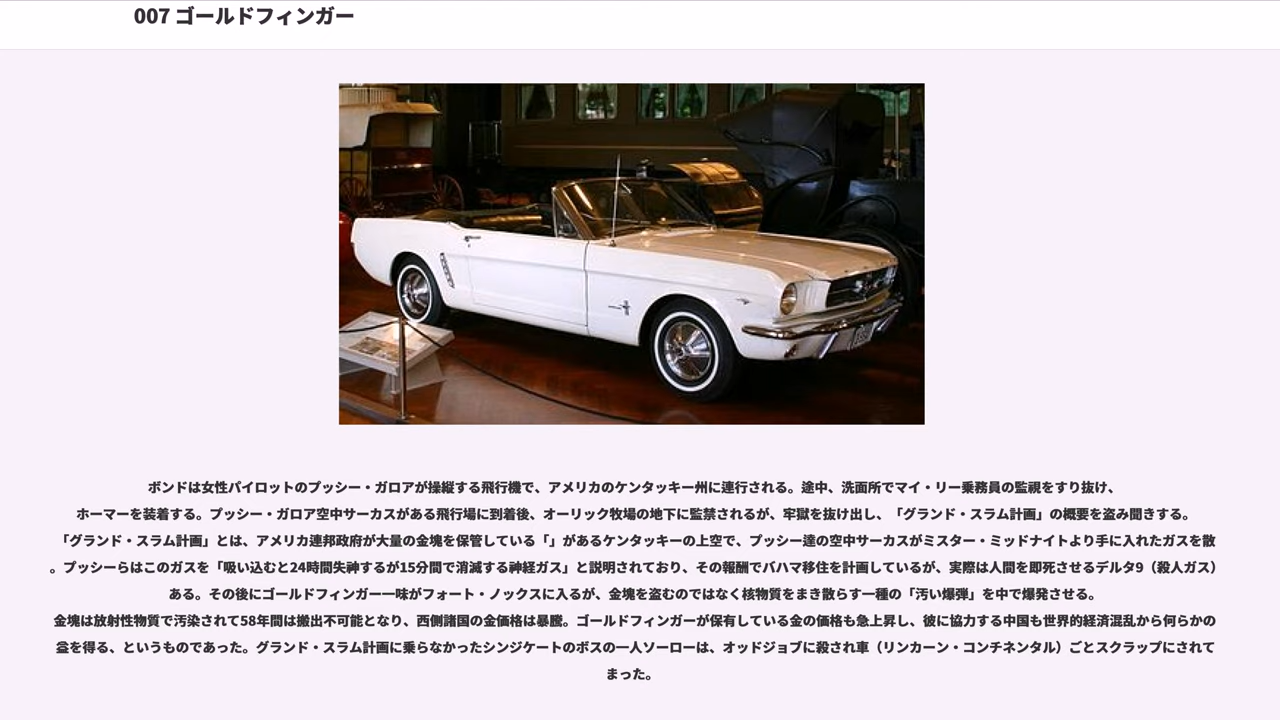 007 ゴールドフィンガー
ボンドは女性パイロットのプッシー・ガロアが操縦する飛行機で、アメリカのケンタッキー州に連行される。途中、洗面所でマイ・リー乗務員の監視をすり抜け、
ホーマーを装着する。プッシー・ガロア空中サーカスがある飛行場に到着後、オーリック牧場の地下に監禁されるが、牢獄を抜け出し、「グランド・スラム計画」の概要を盗み聞きする。
「グランド・スラム計画」とは、アメリカ連邦政府が大量の金塊を保管している「」があるケンタッキーの上空で、プッシー達の空中サーカスがミスター・ミッドナイトより手に入れたガスを散
。プッシーらはこのガスを「吸い込むと24時間失神するが15分間で消滅する神経ガス」と説明されており、その報酬でバハマ移住を計画しているが、実際は人間を即死させるデルタ9（殺人ガス）
ある。その後にゴールドフィンガー一味がフォート・ノックスに入るが、金塊を盗むのではなく核物質をまき散らす一種の「汚い爆弾」を中で爆発させる。
金塊は放射性物質で汚染されて58年間は搬出不可能となり、西側諸国の金価格は暴騰。ゴールドフィンガーが保有している金の価格も急上昇し、彼に協力する中国も世界的経済混乱から何らかの
益を得る、というものであった。グランド・スラム計画に乗らなかったシンジケートのボスの一人ソーローは、オッドジョブに殺され車（リンカーン・コンチネンタル）ごとスクラップにされて
まった。